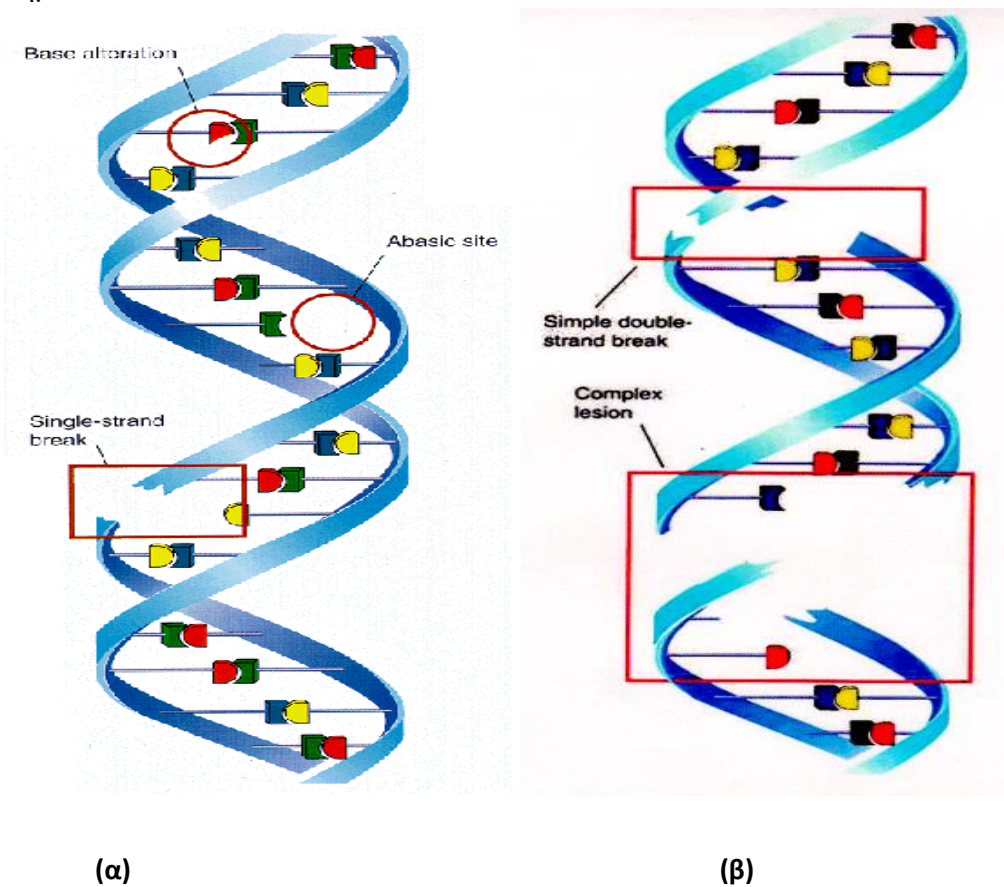 Base alteration
Abasic site
Single-strand
break
Simple double-
strand break
Complex
lesion
(α)
(β)